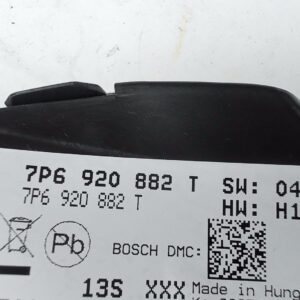 7P6 920 882 T SW: 04
7P6 920 882 T HW: H1
Pb BOSCH DMC:
13S XXX Made in Hung